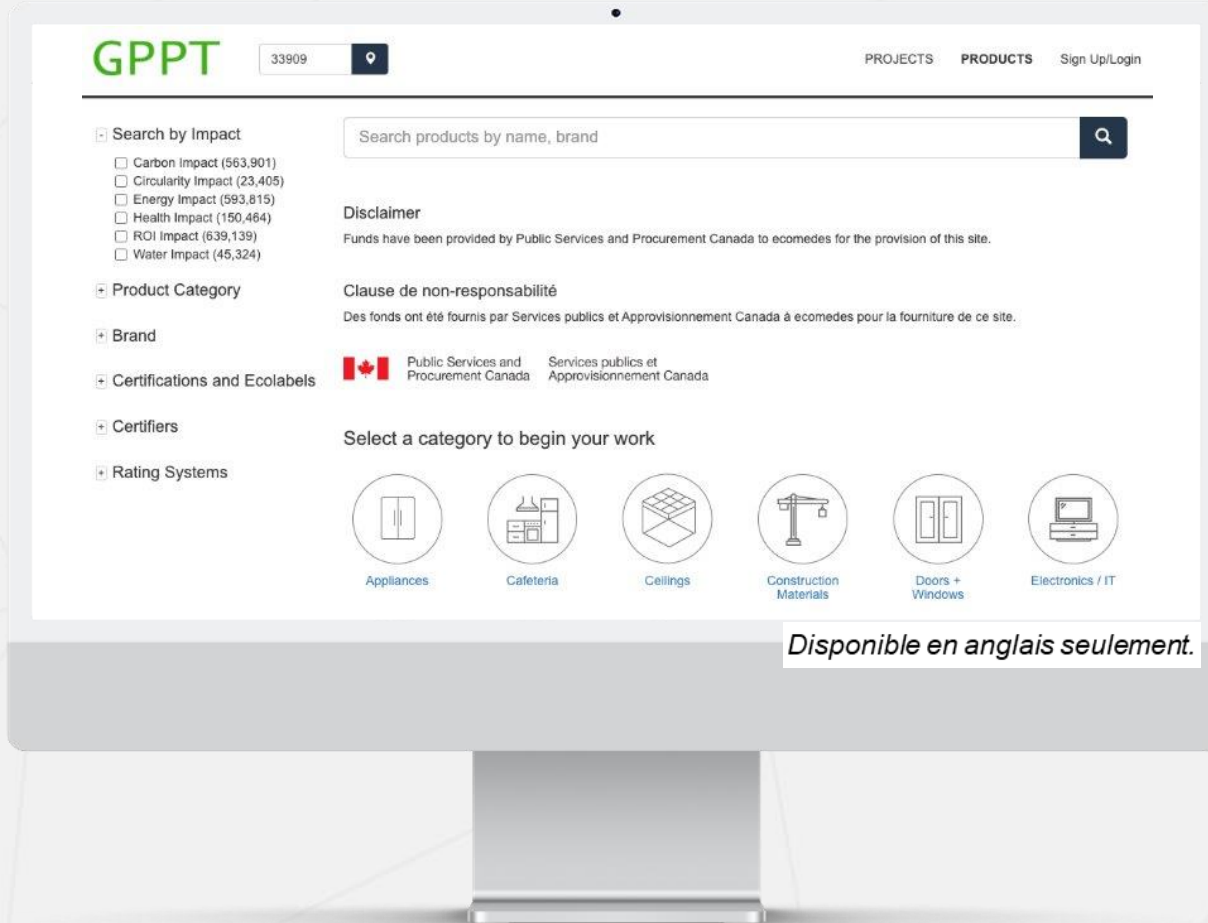 GPPT
33909
PROJECTS PRODUCTS Sign Up/Login
Search by Impact
Carbon Impact (563,901)
Circularity Impact (23,405)
Energy Impact (593,815)
Health Impact (150,464)
ROI Impact (639,139)
Water Impact (45,324)
Product Category
Brand
Certifications and Ecolabels
Certifiers
Rating Systems
Search products by name, brand
Disclaimer
Funds have been provided by Public Services and Procurement Canada to ecomedes for the provision of this site.
Clause de non-responsabilité
Des fonds ont été fournis par Services publics et Approvisionnement Canada à ecomedes pour la fourniture de ce site.
Public Services and
Procurement Canada
Services publics et
Approvisionnement Canada
Select a category to begin your work
Appliances
Cafeteria
Ceilings
Construction
Materials
Doors +
Windows
Electronics / IT
Disponible en anglais seulement.